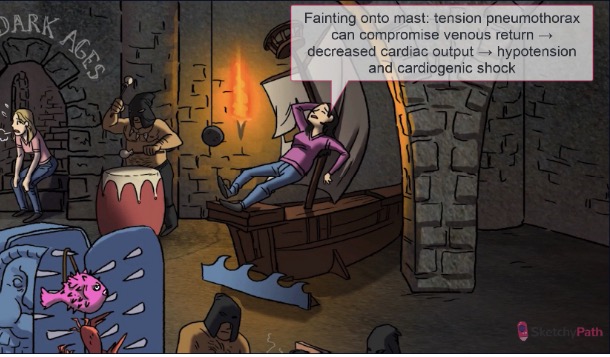 DARK AGES
Fainting onto mast: tension pneumothorax
can compromise venous return →
decreased cardiac output → hypotension
and cardiogenic shock
SketchyPath